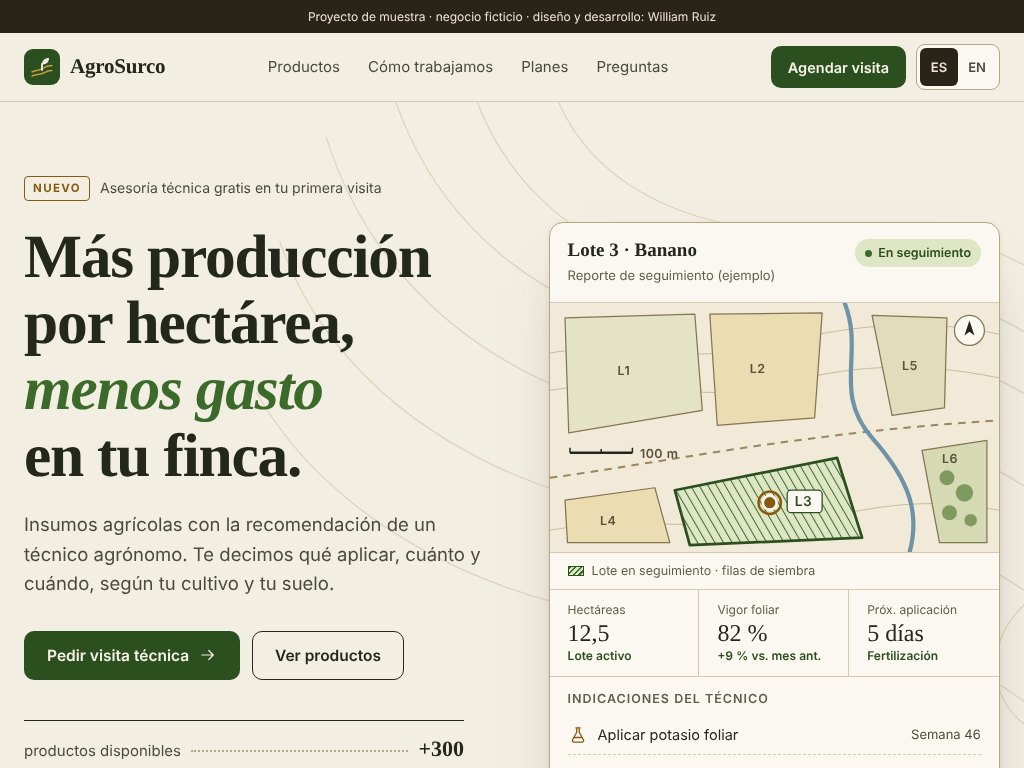 Proyecto de muestra · negocio ficticio · diseño y desarrollo: William Ruiz
AgroSurco
Productos
Cómo trabajamos
Planes
Preguntas
Agendar visita
ES
EN
NUEVO
Asesoría técnica gratis en tu primera visita
Más producción
por hectárea,
menos gasto
en tu finca.
Insumos agrícolas con la recomendación de un
técnico agrónomo. Te decimos qué aplicar, cuánto y
cuándo, según tu cultivo y tu suelo.
Pedir visita técnica →
Ver productos
productos disponibles
+300
Lote 3 · Banano
Reporte de seguimiento (ejemplo)
En seguimiento
L1
L2
L5
100 m
L6
L3
L4
Lote en seguimiento · filas de siembra
Hectáreas
12,5
Lote activo
Vigor foliar
82 %
+9 % vs. mes ant.
Próx. aplicación
5 días
Fertilización
INDICACIONES DEL TÉCNICO
Aplicar potasio foliar
Semana 46